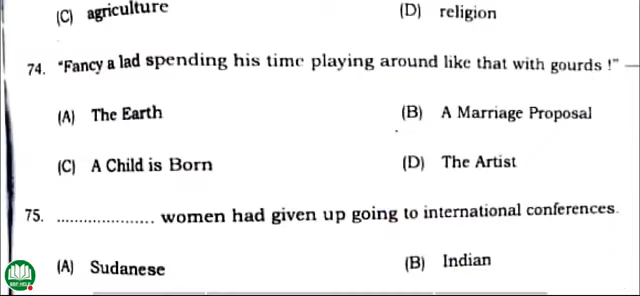 (C) agriculture (D) religion
74. "Fancy a lad spending his time playing around like that with gourds !" —
(A) The Earth (B) A Marriage Proposal
(C) A Child is Born (D) The Artist
75. .................... women had given up going to international conferences.
(A) Sudanese (B) Indian